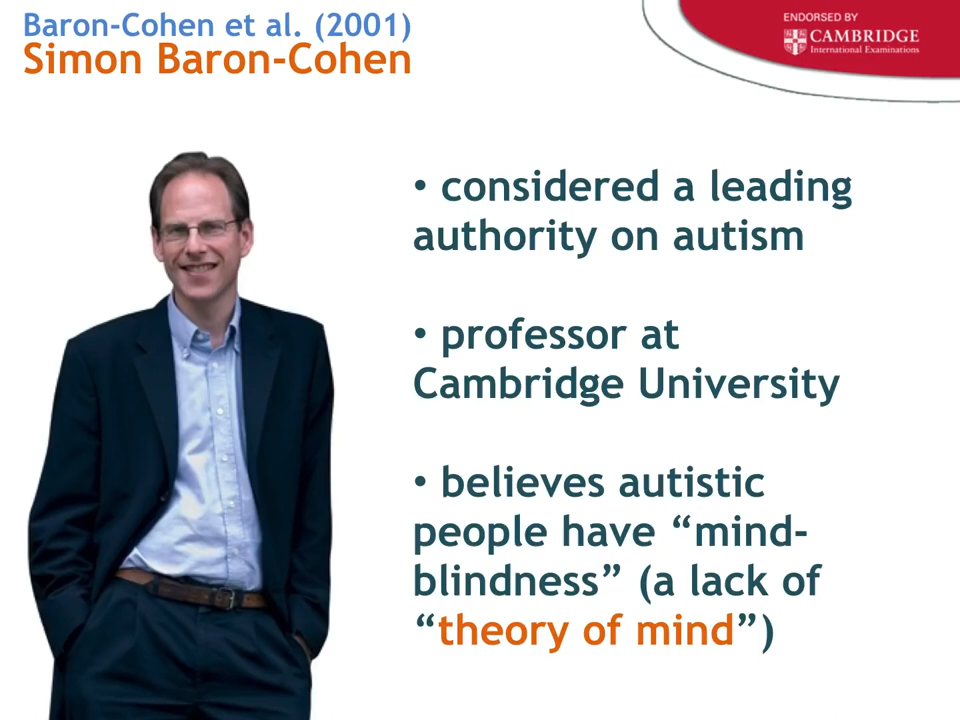 Baron-Cohen et al. (2001)
Simon Baron-Cohen
ENDORSED BY
CAMBRIDGE
International Examinations
• considered a leading
authority on autism
• professor at
Cambridge University
• believes autistic
people have “mind-
blindness” (a lack of
“theory of mind”)